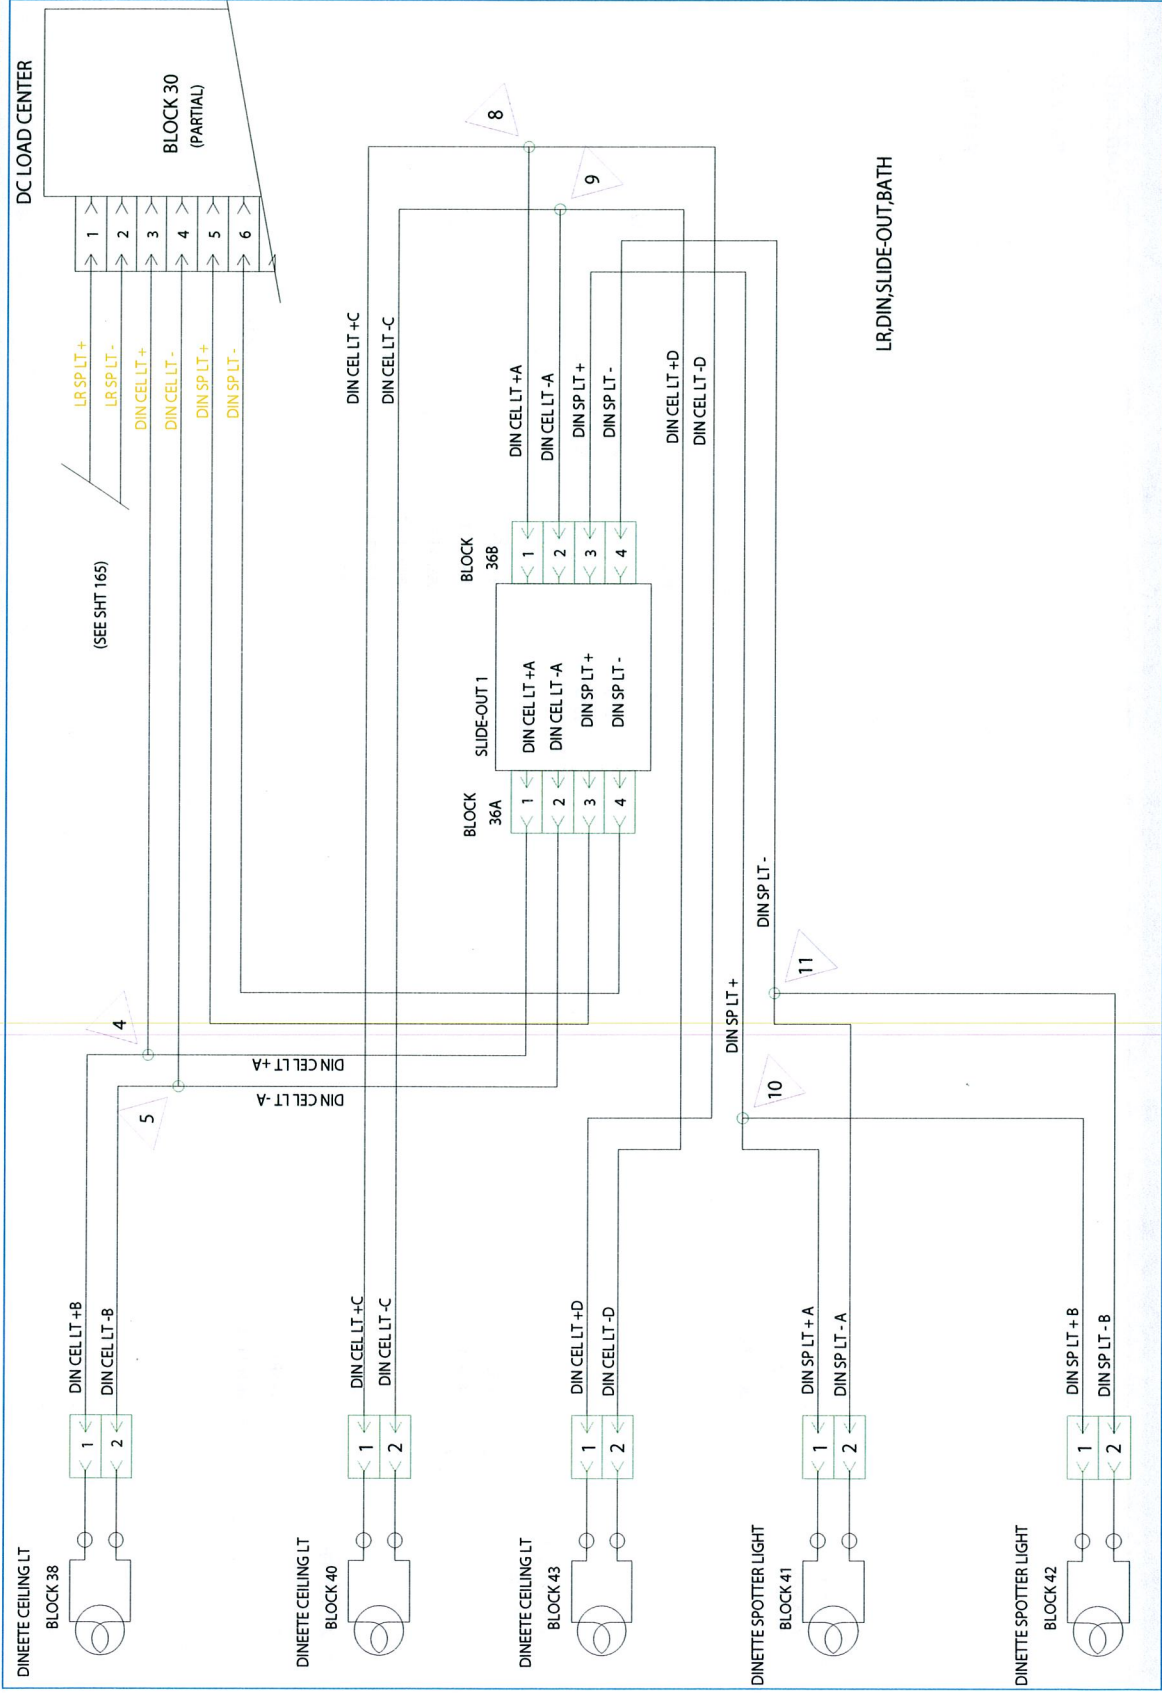 DC LOAD CENTER
BLOCK 30
(PARTIAL)
1
2
3
4
5
6
LR SP LT +
LR SP LT -
DIN CEL LT +
DIN CEL LT -
DIN SP LT +
DIN SP LT -
(SEE SHT 165)
4
5
DIN CEL LT +A
DIN CEL LT -A
8
9
DIN CEL LT +C
DIN CEL LT -C
DIN CEL LT +A
DIN CEL LT -A
DIN SP LT +
DIN SP LT -
DIN CEL LT +D
DIN CEL LT -D
BLOCK
36B
1
2
3
4
SLIDE-OUT 1
DIN CEL LT +A
DIN CEL LT -A
DIN SP LT +
DIN SP LT -
BLOCK
36A
1
2
3
4
LR,DIN,SLIDE-OUT,BATH
DIN SP LT -
DIN SP LT +
11
10
DIN CEL LT +B
DIN CEL LT -B
1
2
DINEETE CEILING LT
BLOCK 38
DIN CEL LT +C
DIN CEL LT -C
1
2
DINEETE CEILING LT
BLOCK 40
DIN CEL LT +D
DIN CEL LT -D
1
2
DINEETE CEILING LT
BLOCK 43
DIN SP LT + A
DIN SP LT - A
1
2
DINETTE SPOTTER LIGHT
BLOCK 41
DIN SP LT + B
DIN SP LT - B
1
2
DINETTE SPOTTER LIGHT
BLOCK 42